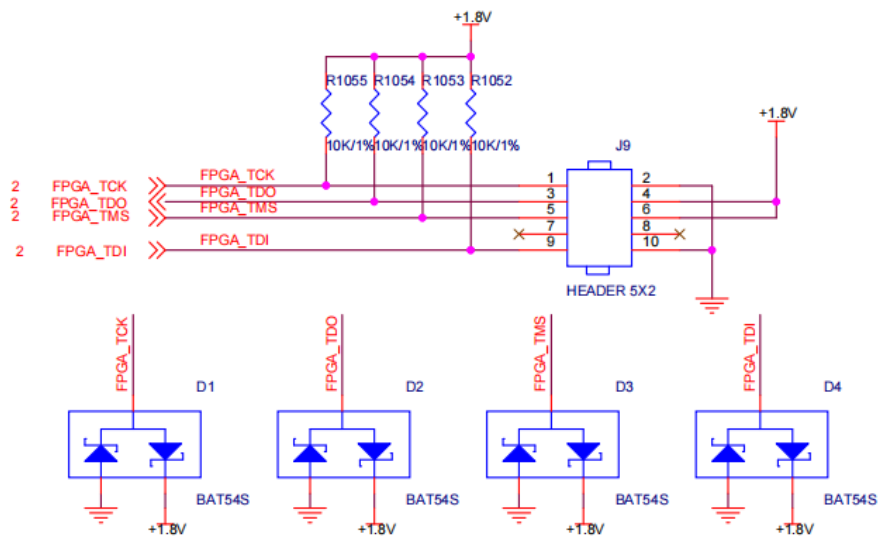 +1.8V
R1055 R1054 R1053 R1052
10K/1% 10K/1% 10K/1% 10K/1%
+1.8V
J9
2 FPGA_TCK FPGA_TCK 1 2
2 FPGA_TDO FPGA_TDO 3 4
2 FPGA_TMS FPGA_TMS 5 6
7 8
2 FPGA_TDI FPGA_TDI 9 10
HEADER 5X2
FPGA_TCK FPGA_TDO FPGA_TMS FPGA_TDI
D1 D2 D3 D4
BAT54S BAT54S BAT54S BAT54S
+1.8V +1.8V +1.8V +1.8V